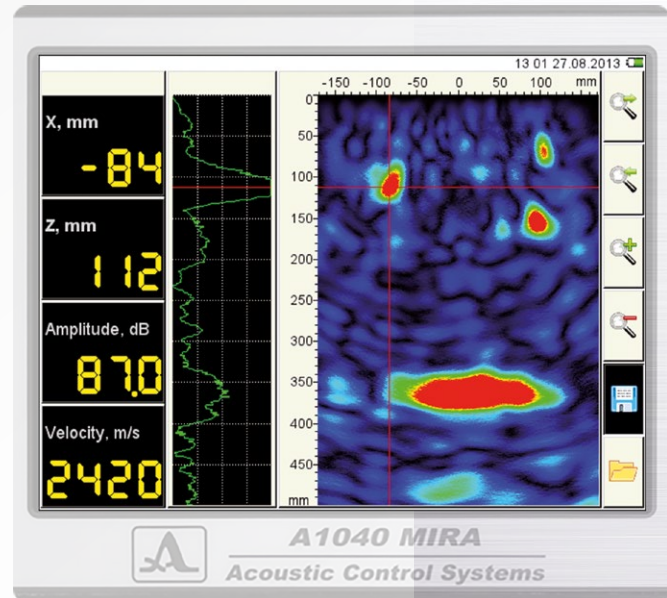 13 01 27.08.2013
-150 -100 -50 0 50 100 mm
X, mm
-84
Z, mm
112
Amplitude, dB
87.0
Velocity, m/s
2420
0
50
100
150
200
250
300
350
400
450
mm
A1040 MIRA
Acoustic Control Systems